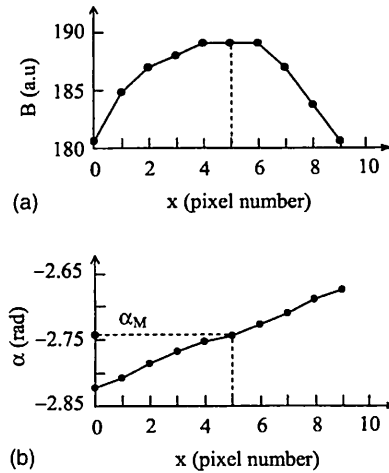 190
185
180
B (a.u)
0 2 4 6 8 10
x (pixel number)
(a)
-2.65
-2.75
-2.85
α (rad)
αM
0 2 4 6 8 10
x (pixel number)
(b)